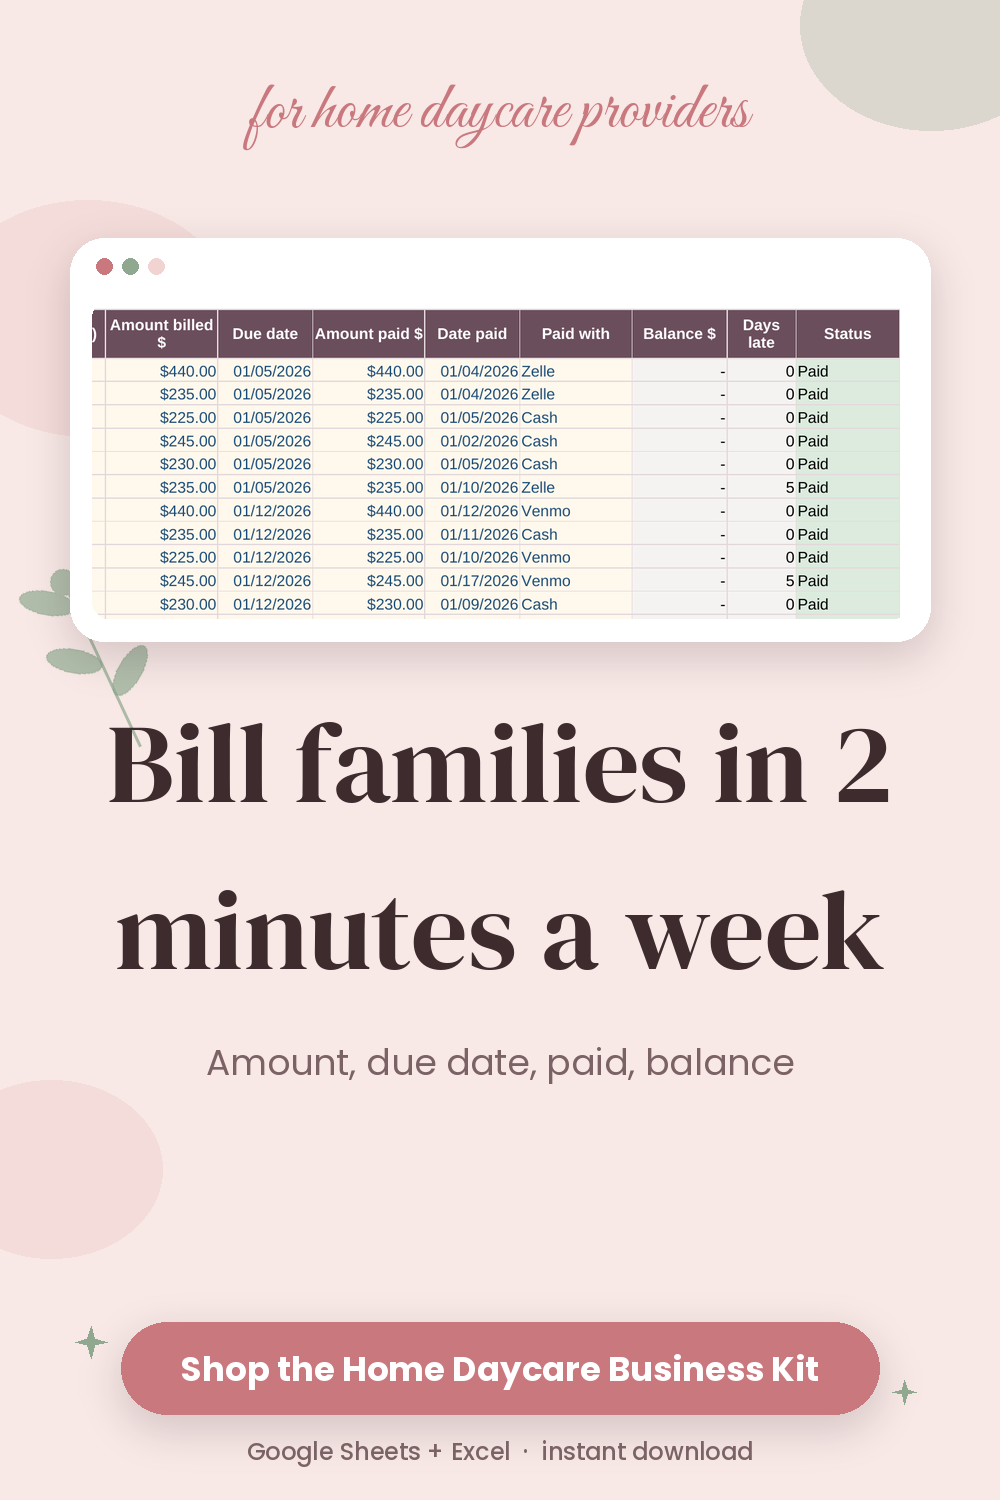 for home daycare providers
) Amount billed $ Due date Amount paid $ Date paid Paid with Balance $ Days late Status
$440.00 01/05/2026 $440.00 01/04/2026 Zelle - 0 Paid
$235.00 01/05/2026 $235.00 01/04/2026 Zelle - 0 Paid
$225.00 01/05/2026 $225.00 01/05/2026 Cash - 0 Paid
$245.00 01/05/2026 $245.00 01/02/2026 Cash - 0 Paid
$230.00 01/05/2026 $230.00 01/05/2026 Cash - 0 Paid
$235.00 01/05/2026 $235.00 01/10/2026 Zelle - 5 Paid
$440.00 01/12/2026 $440.00 01/12/2026 Venmo - 0 Paid
$235.00 01/12/2026 $235.00 01/11/2026 Cash - 0 Paid
$225.00 01/12/2026 $225.00 01/10/2026 Venmo - 0 Paid
$245.00 01/12/2026 $245.00 01/17/2026 Venmo - 5 Paid
$230.00 01/12/2026 $230.00 01/09/2026 Cash - 0 Paid
Bill families in 2
minutes a week
Amount, due date, paid, balance
Shop the Home Daycare Business Kit
Google Sheets + Excel · instant download